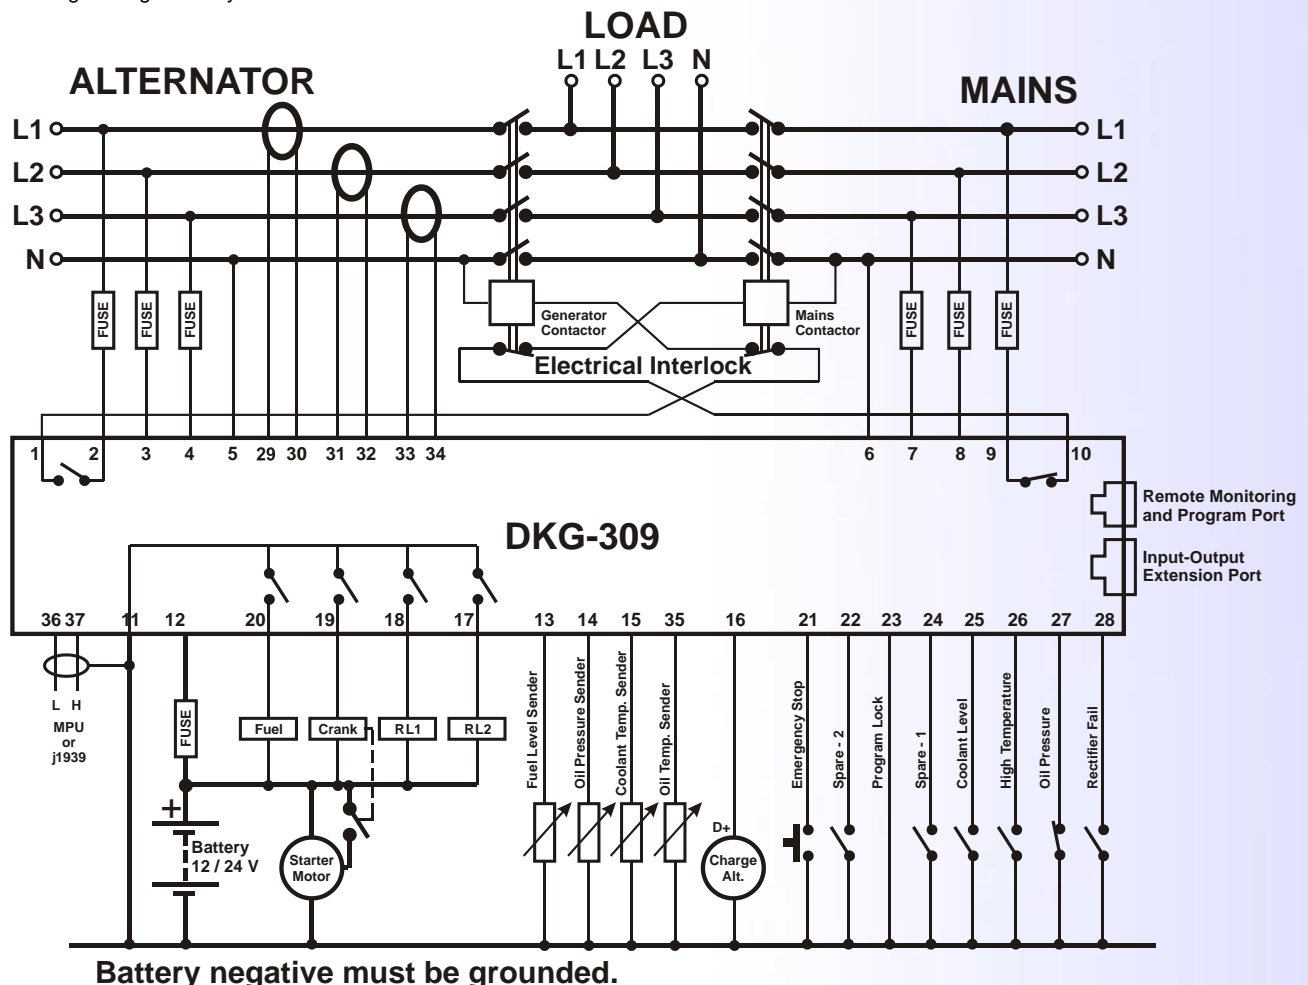 LOAD
L1 L2 L3 N
ALTERNATOR
MAINS
L1
L2
L3
N
L1
L2
L3
N
FUSE
FUSE
FUSE
Generator
Contactor
Mains
Contactor
FUSE
FUSE
FUSE
Electrical Interlock
1 2 3 4 5 29 30 31 32 33 34 6 7 8 9 10
Remote Monitoring
and Program Port
DKG-309
Input-Output
Extension Port
36 37 11 12 20 19 18 17 13 14 15 35 16 21 22 23 24 25 26 27 28
L H
MPU
or
j1939
FUSE
Fuel
Crank
RL1
RL2
Fuel Level Sender
Oil Pressure Sender
Coolant Temp. Sender
Oil Temp. Sender
Emergency Stop
Spare - 2
Program Lock
Spare - 1
Coolant Level
High Temperature
Oil Pressure
Rectifier Fail
+
Battery
12 / 24 V
Starter
Motor
D+
Charge
Alt.
Battery negative must be grounded.